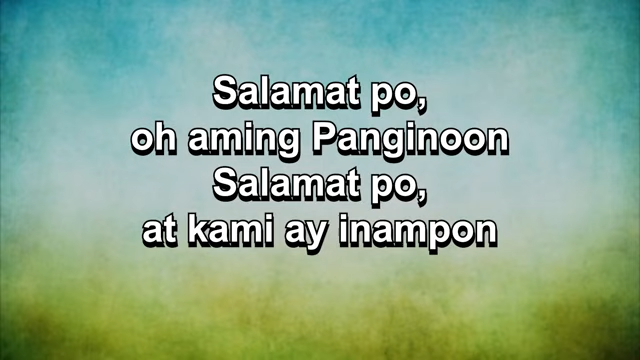 Salamat po,
oh aming Panginoon
Salamat po,
at kami ay inampon